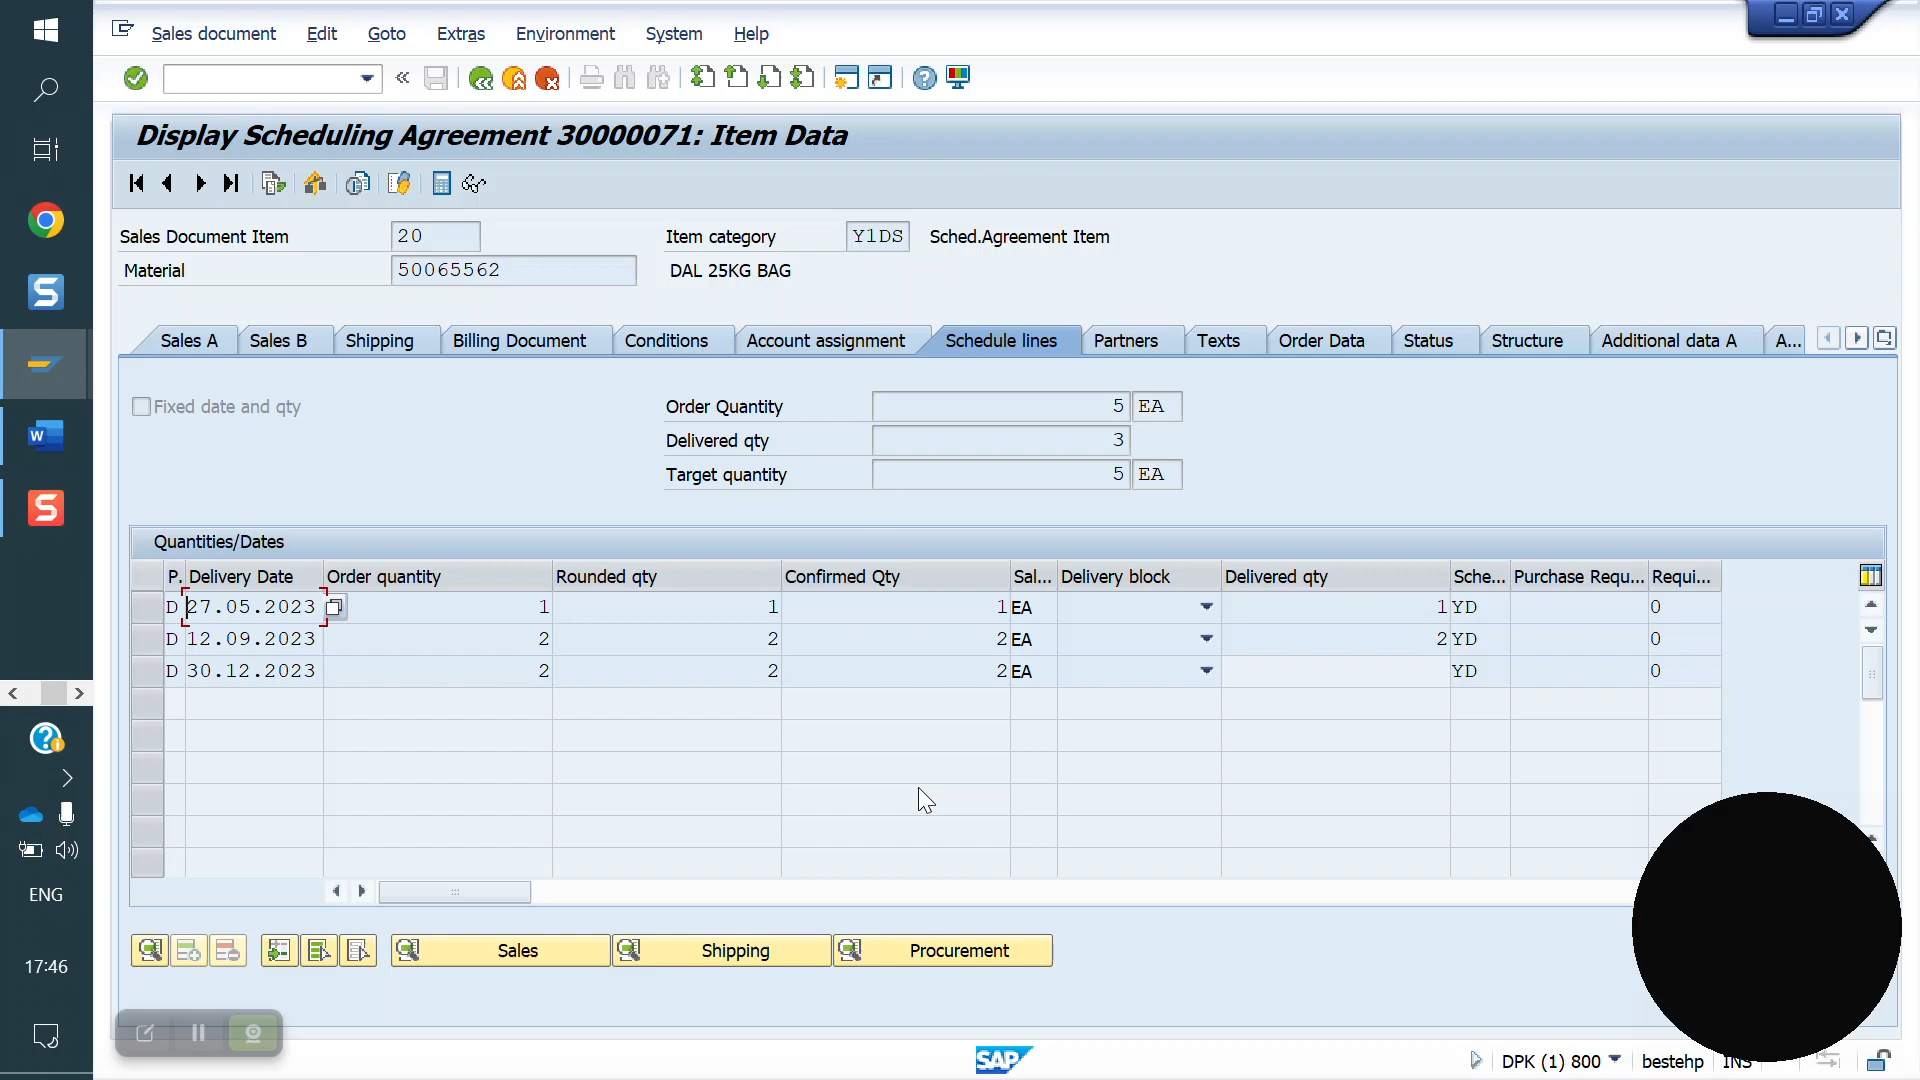 Sales document Edit Goto Extras Environment System Help
Display Scheduling Agreement 30000071: Item Data
Sales Document Item 20 Item category Y1DS Sched.Agreement Item
Material 50065562 DAL 25KG BAG
Sales A Sales B Shipping Billing Document Conditions Account assignment Schedule lines Partners Texts Order Data Status Structure Additional data A A...
Fixed date and qty Order Quantity 5 EA
Delivered qty 3
Target quantity 5 EA
Quantities/Dates
P. Delivery Date Order quantity Rounded qty Confirmed Qty Sal... Delivery block Delivered qty Sche... Purchase Requ... Requi...
D 27.05.2023 1 1 1 EA 1 YD 0
D 12.09.2023 2 2 2 EA 2 YD 0
D 30.12.2023 2 2 2 EA YD 0
Sales Shipping Procurement
ENG
17:46
SAP
DPK (1) 800 bestehp INS